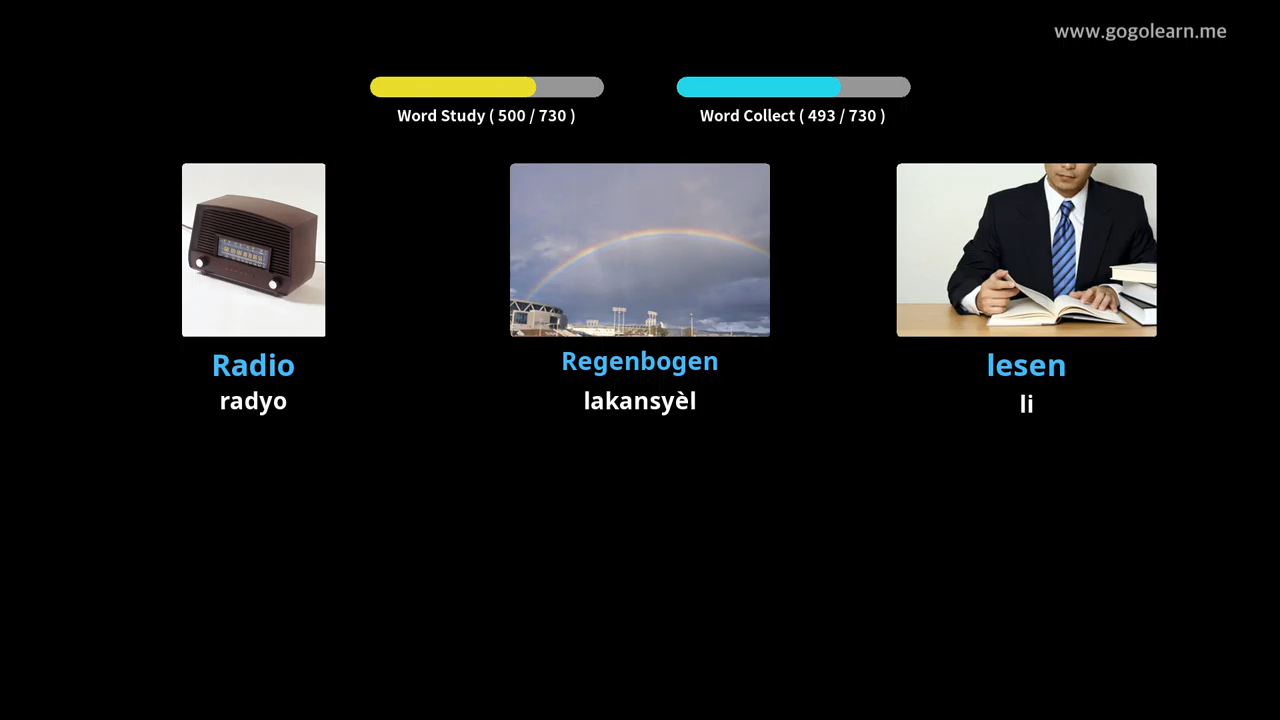 www.gogolearn.me
Word Study ( 500 / 730 )
Word Collect ( 493 / 730 )
Radio
radyo
Regenbogen
lakansyèl
lesen
li